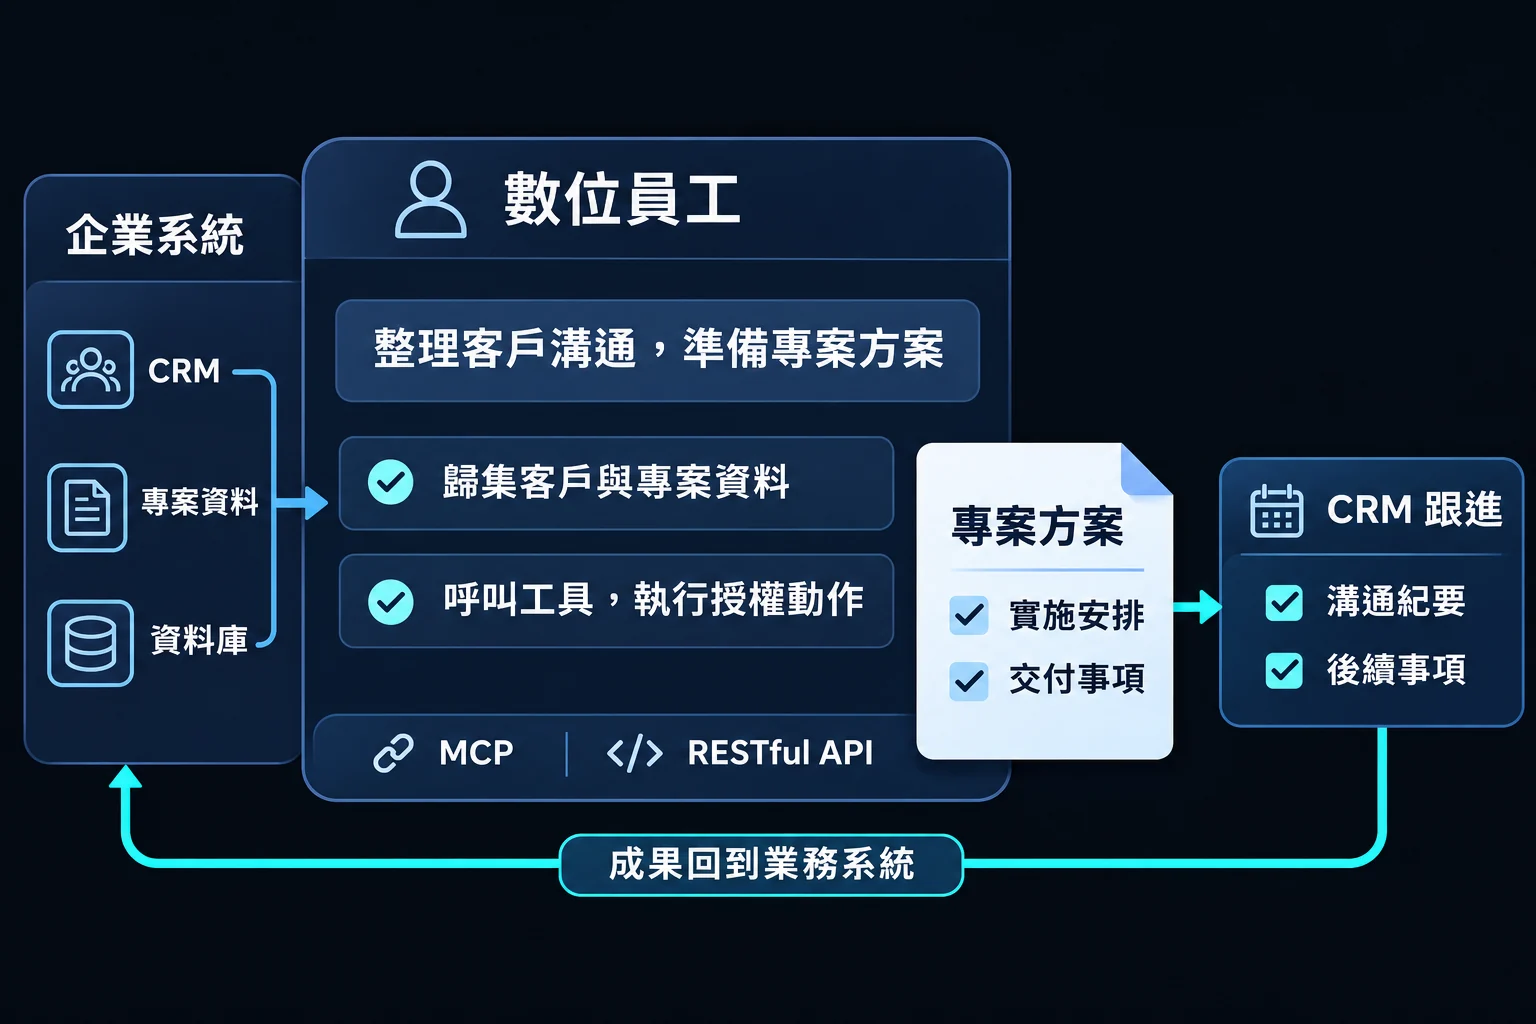 企業系統
CRM
專案資料
資料庫
數位員工
整理客戶溝通，準備專案方案
歸集客戶與專案資料
呼叫工具，執行授權動作
MCP
RESTful API
專案方案
實施安排
交付事項
CRM 跟進
溝通紀要
後續事項
成果回到業務系統